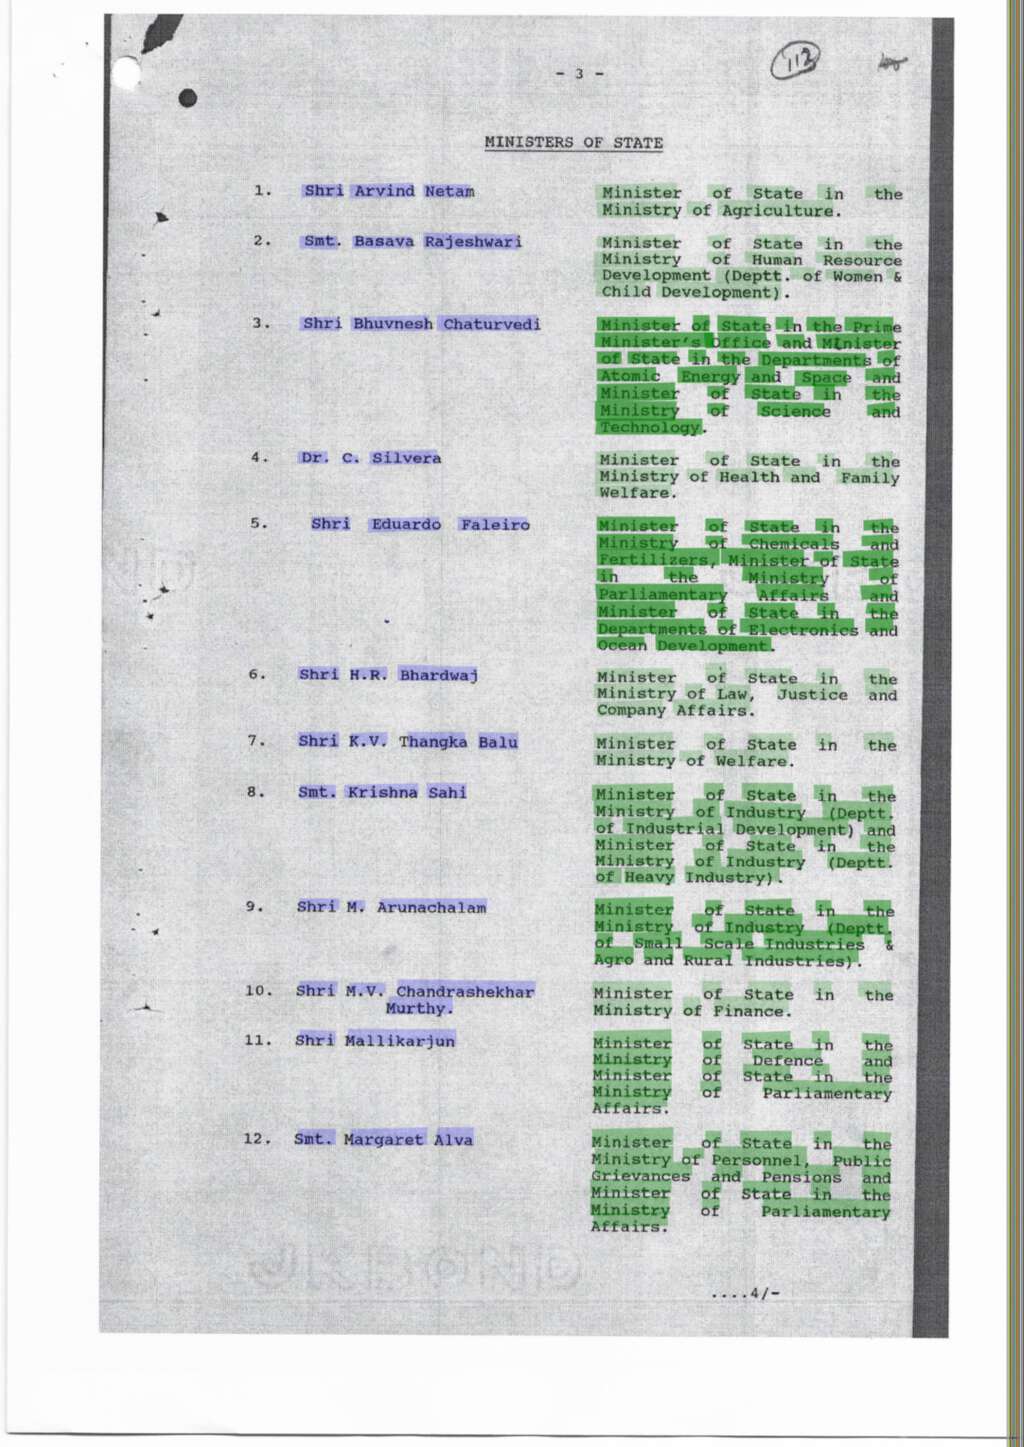 - 3 -
112
MINISTERS OF STATE
1. Shri Arvind Netam
Minister of State in the
Ministry of Agriculture.
2. Smt. Basava Rajeshwari
Minister of State in the
Ministry of Human Resource
Development (Deptt. of Women &
Child Development).
3. Shri Bhuvnesh Chaturvedi
Minister of State in the Prime
Minister's Office and Minister
of State in the Departments of
Atomic Energy and Space and
Minister of State in the
Ministry of Science and
Technology.
4. Dr. C. Silvera
Minister of State in the
Ministry of Health and Family
Welfare.
5. Shri Eduardo Faleiro
Minister of State in the
Ministry of Chemicals and
Fertilizers, Minister of State
in the Ministry of
Parliamentary Affairs and
Minister of State in the
Departments of Electronics and
Ocean Development.
6. Shri H.R. Bhardwaj
Minister of State in the
Ministry of Law, Justice and
Company Affairs.
7. Shri K.V. Thangka Balu
Minister of State in the
Ministry of Welfare.
8. Smt. Krishna Sahi
Minister of State in the
Ministry of Industry (Deptt.
of Industrial Development) and
Minister of State in the
Ministry of Industry (Deptt.
of Heavy Industry).
9. Shri M. Arunachalam
Minister of State in the
Ministry of Industry (Deptt.
of Small Scale Industries &
Agro and Rural Industries).
10. Shri M.V. Chandrashekhar
Murthy.
Minister of State in the
Ministry of Finance.
11. Shri Mallikarjun
Minister of State in the
Ministry of Defence and
Minister of State in the
Ministry of Parliamentary
Affairs.
12. Smt. Margaret Alva
Minister of State in the
Ministry of Personnel, Public
Grievances and Pensions and
Minister of State in the
Ministry of Parliamentary
Affairs.
....4/-